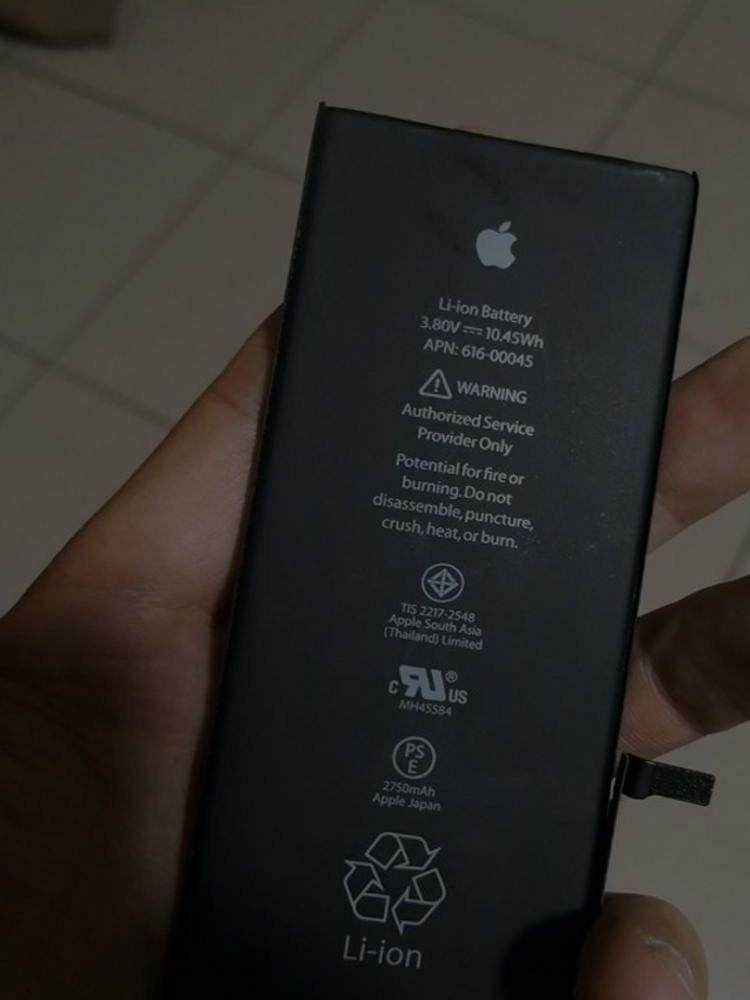 Li-ion Battery
3.80V ⎓ 10.45Wh
APN: 616-00045
WARNING
Authorized Service
Provider Only
Potential for fire or
burning. Do not
disassemble, puncture,
crush, heat, or burn.
TIS 2217-2548
Apple South Asia
(Thailand) Limited
c RU® US
MH45584
PS
E
2750mAh
Apple Japan
Li-ion